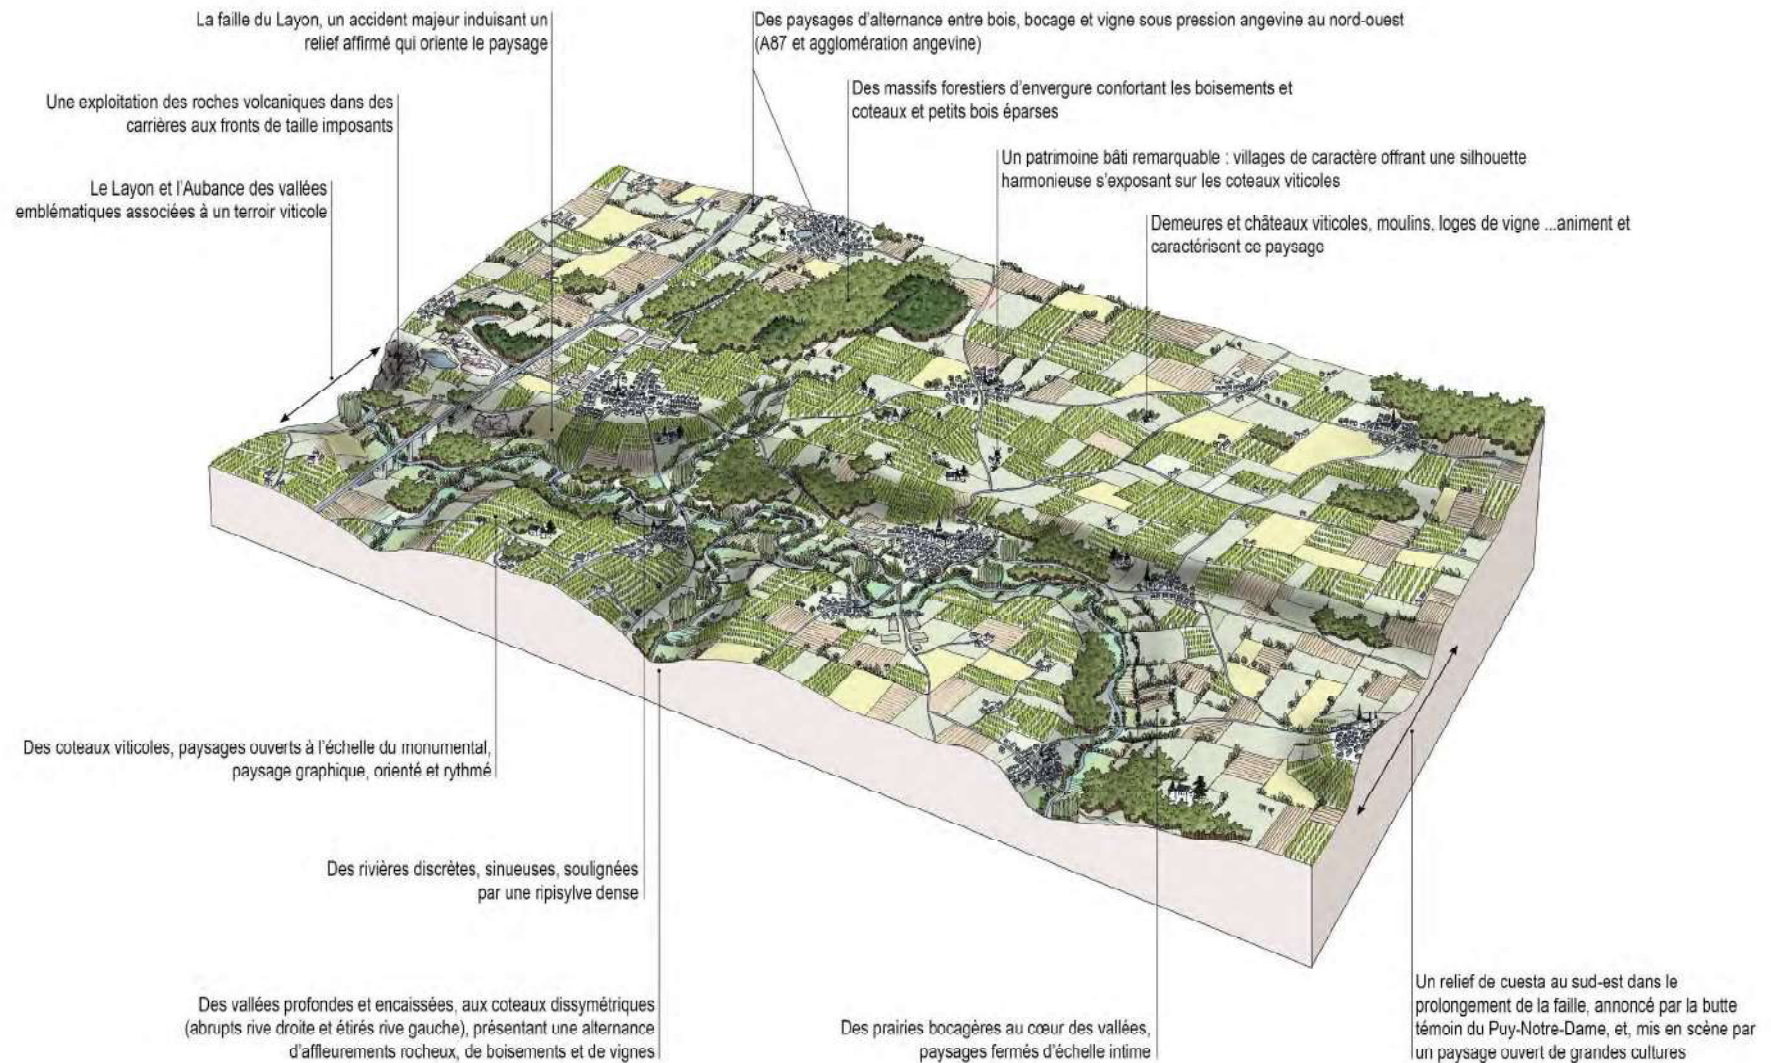 La faille du Layon, un accident majeur induisant un
relief affirmé qui oriente le paysage
Des paysages d'alternance entre bois, bocage et vigne sous pression angevine au nord-ouest
(A87 et agglomération angevine)
Une exploitation des roches volcaniques dans des
carrières aux fronts de taille imposants
Des massifs forestiers d'envergure confortant les boisements et
coteaux et petits bois éparses
Le Layon et l'Aubance des vallées
emblématiques associées à un terroir viticole
Un patrimoine bâti remarquable : villages de caractère offrant une silhouette
harmonieuse s'exposant sur les coteaux viticoles
Demeures et châteaux viticoles, moulins, loges de vigne ...animent et
caractérisent ce paysage
Des coteaux viticoles, paysages ouverts à l'échelle du monumental,
paysage graphique, orienté et rythmé
Des rivières discrètes, sinueuses, soulignées
par une ripisylve dense
Des vallées profondes et encaissées, aux coteaux dissymétriques
(abrupts rive droite et étirés rive gauche), présentant une alternance
d'affleurements rocheux, de boisements et de vignes
Des prairies bocagères au cœur des vallées,
paysages fermés d'échelle intime
Un relief de cuesta au sud-est dans le
prolongement de la faille, annoncé par la butte
témoin du Puy-Notre-Dame, et, mis en scène par
un paysage ouvert de grandes cultures